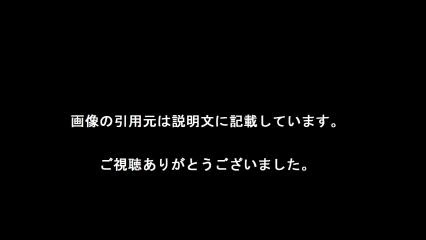 画像の引用元は説明文に記載しています。
ご視聴ありがとうございました。